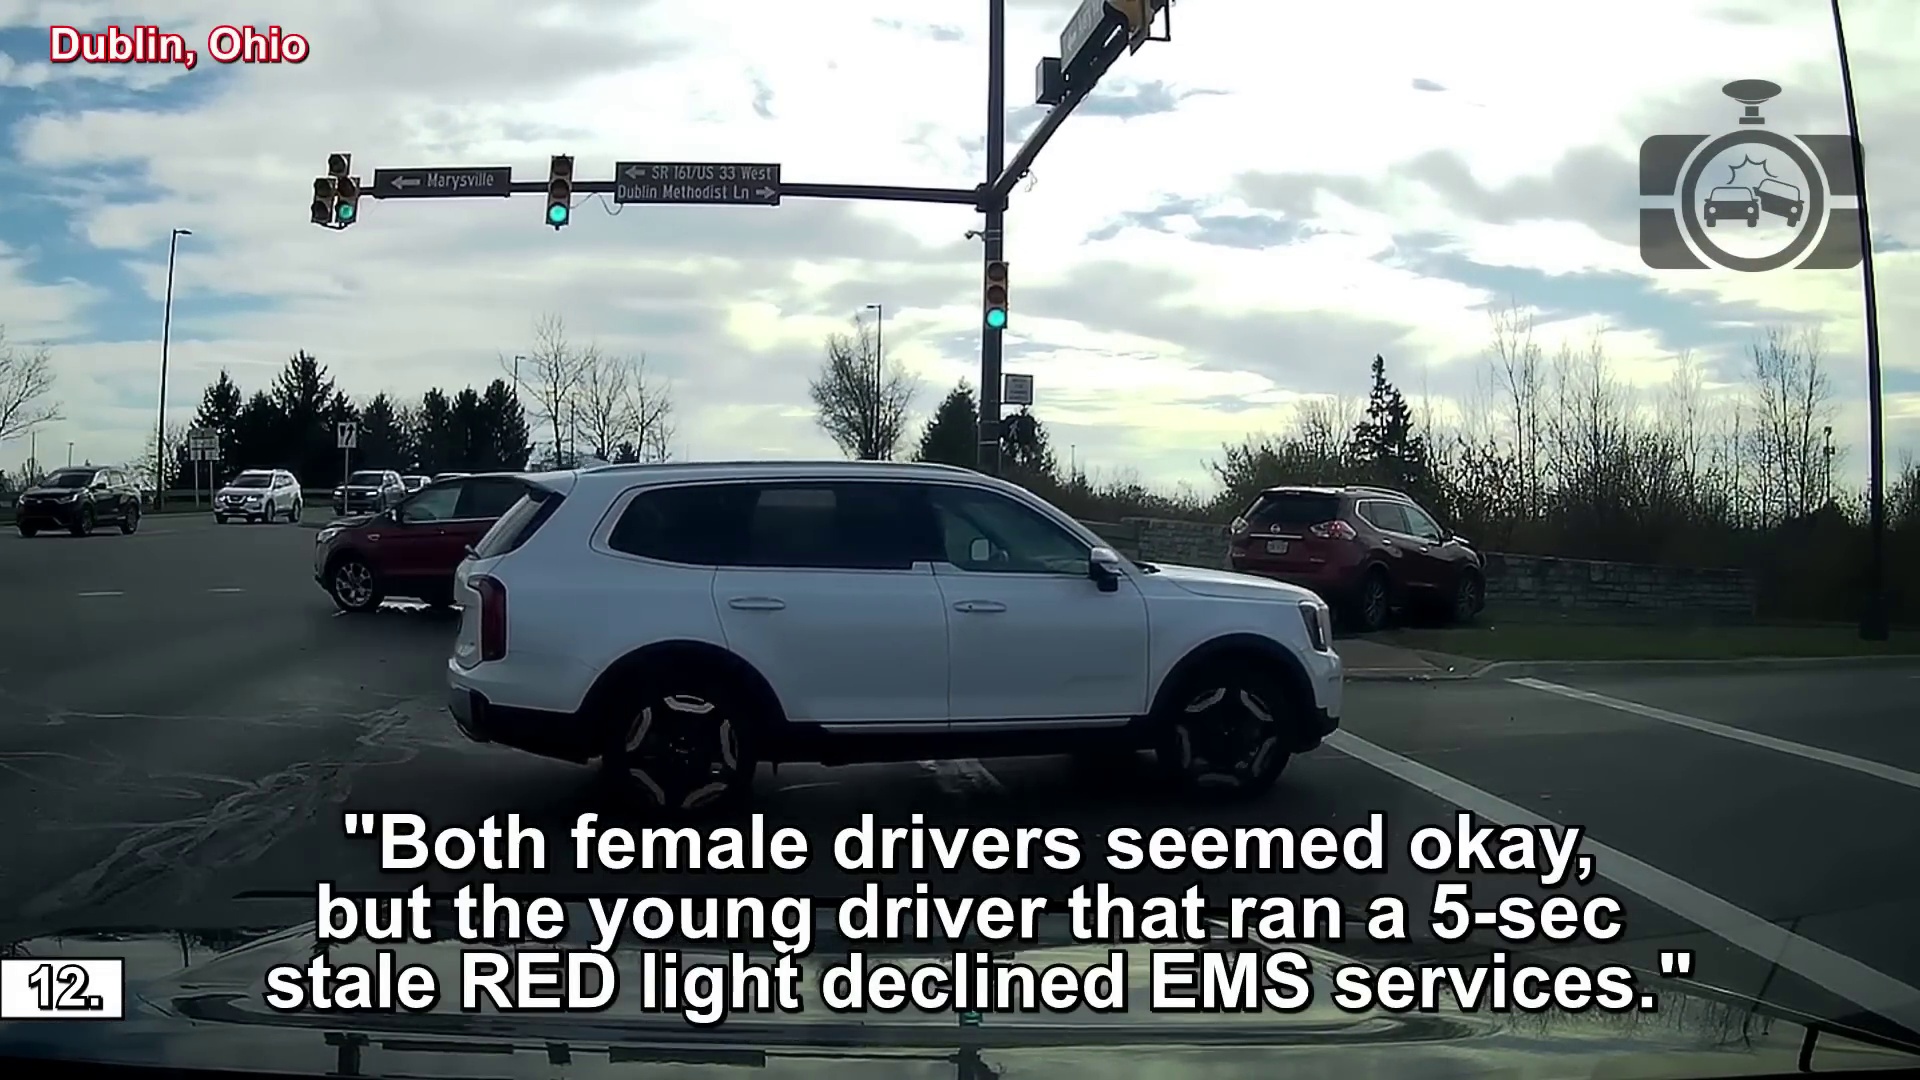 Dublin, Ohio
← Marysville
← SR 161/US 33 West
Dublin Methodist Ln →
"Both female drivers seemed okay,
but the young driver that ran a 5-sec
stale RED light declined EMS services."
12.